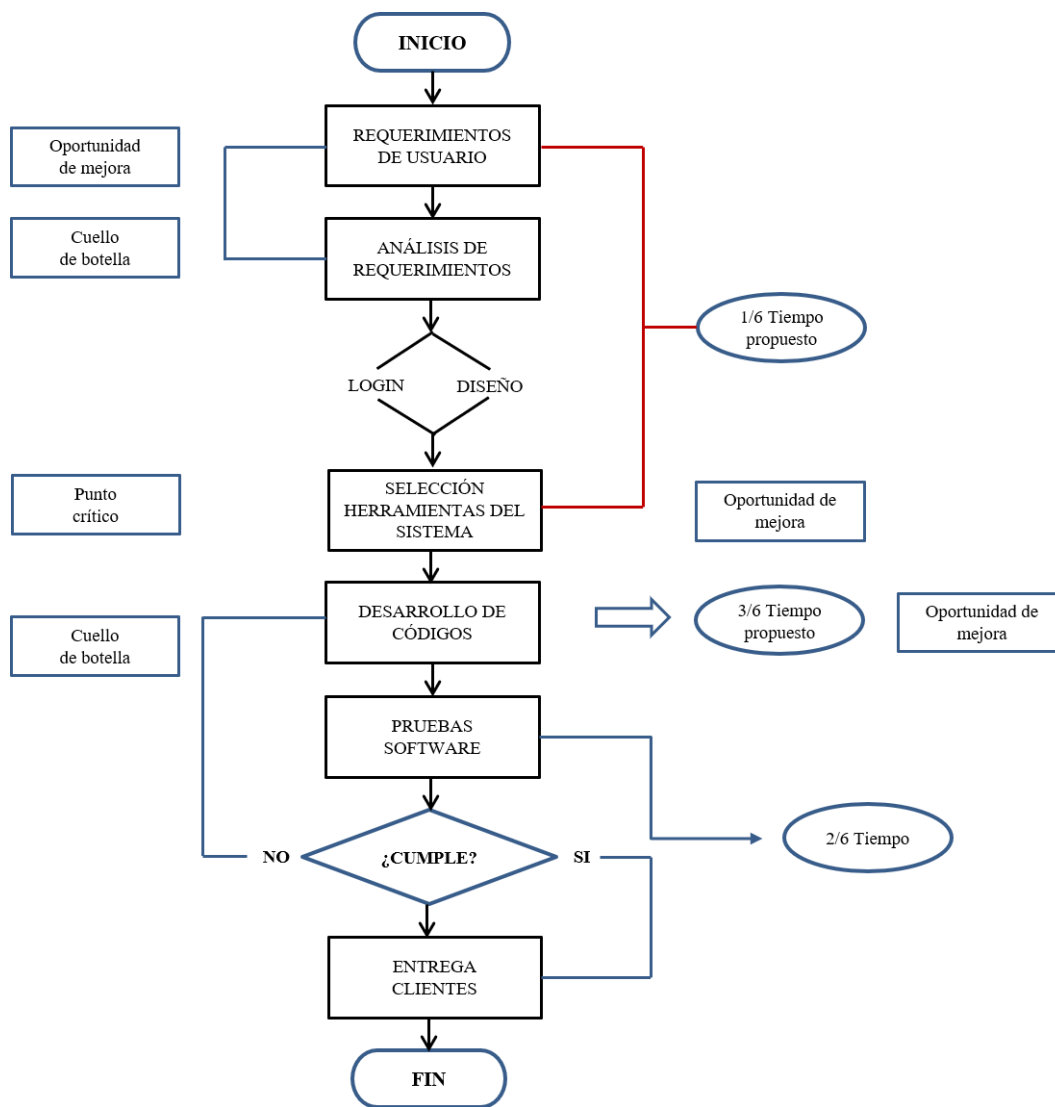 INICIO
REQUERIMIENTOS
DE USUARIO
Oportunidad
de mejora
Cuello
de botella
ANÁLISIS DE
REQUERIMIENTOS
1/6 Tiempo
propuesto
LOGIN
DISEÑO
Punto
crítico
SELECCIÓN
HERRAMIENTAS DEL
SISTEMA
Oportunidad de
mejora
Cuello
de botella
DESARROLLO DE
CÓDIGOS
3/6 Tiempo
propuesto
Oportunidad de
mejora
PRUEBAS
SOFTWARE
2/6 Tiempo
NO
¿CUMPLE?
SI
ENTREGA
CLIENTES
FIN